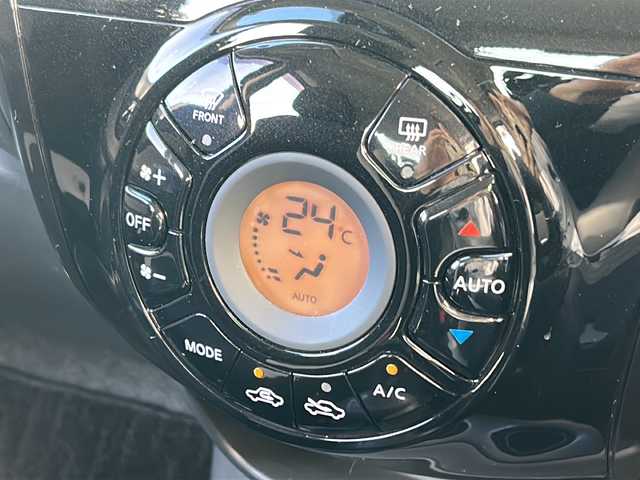 FRONT
REAR
+
OFF
-
24°C
AUTO
AUTO
MODE
A/C